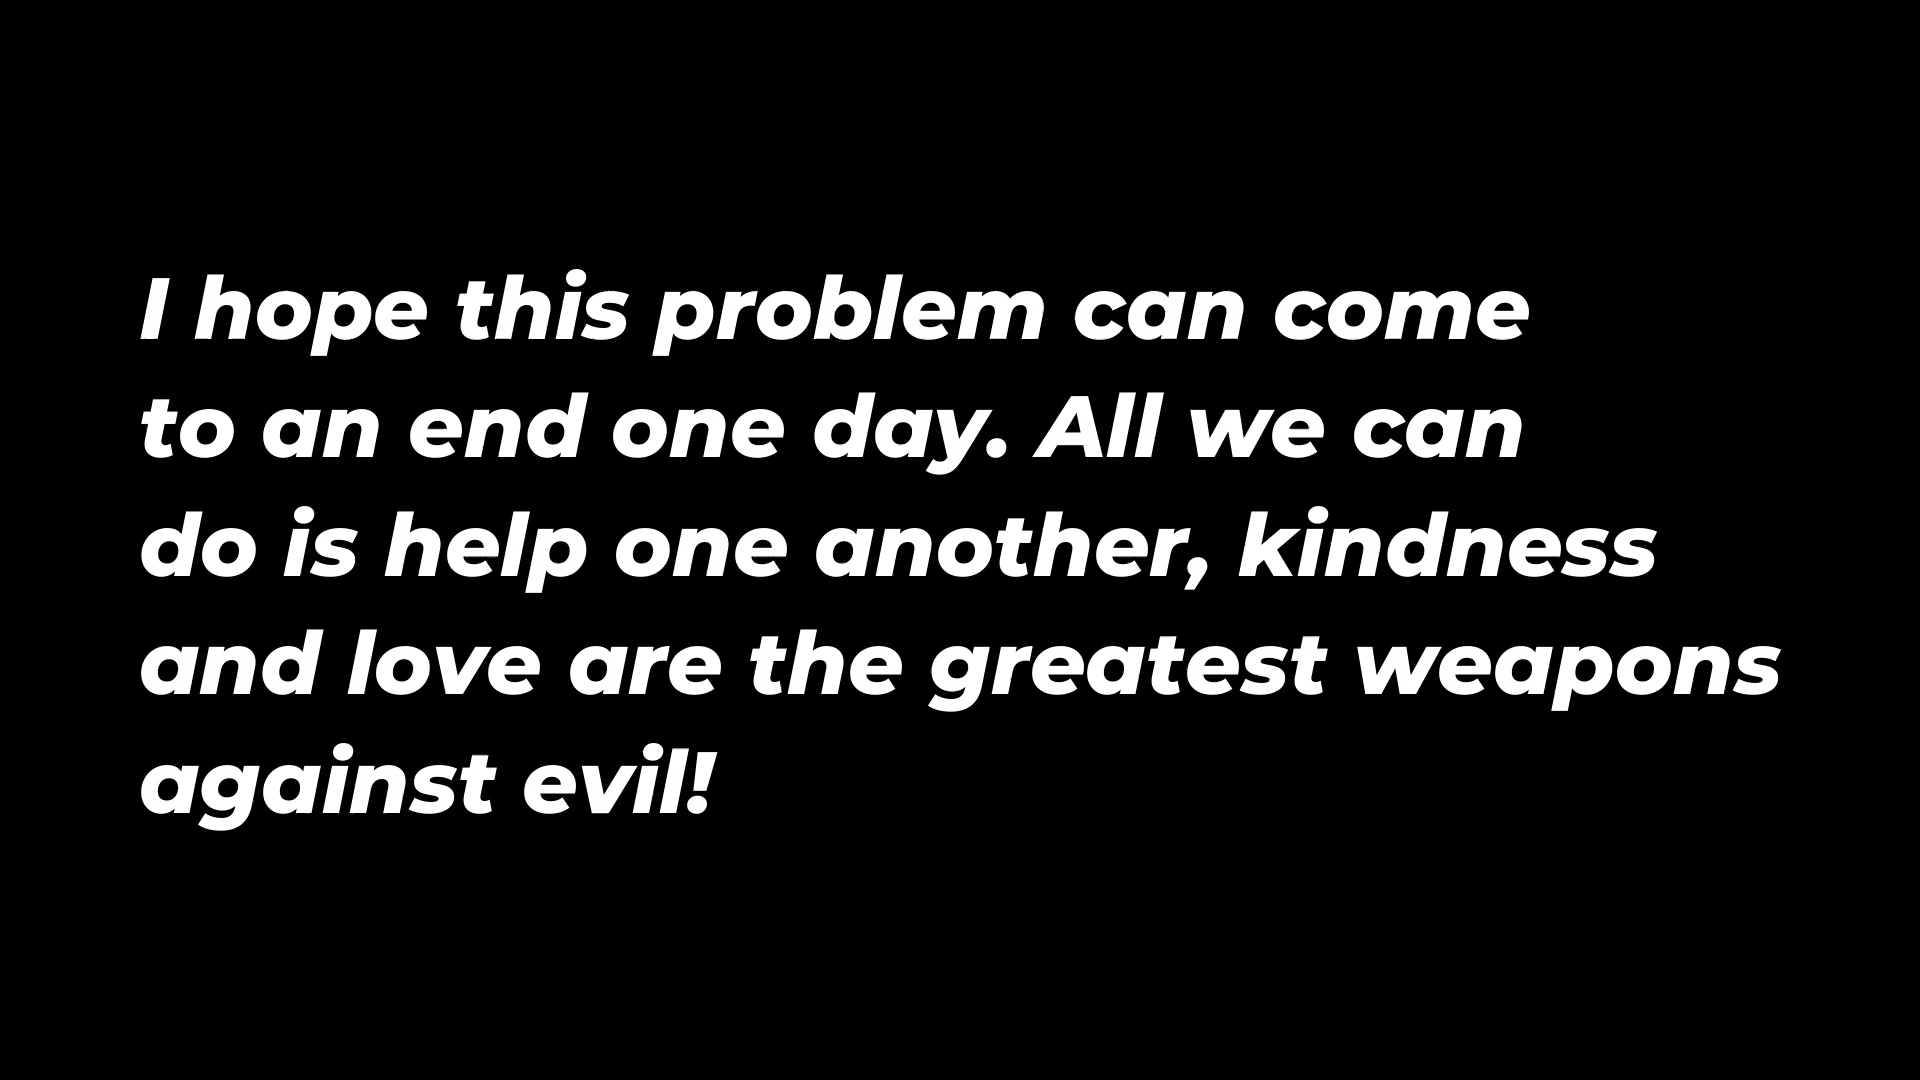 I hope this problem can come
to an end one day. All we can
do is help one another, kindness
and love are the greatest weapons
against evil!